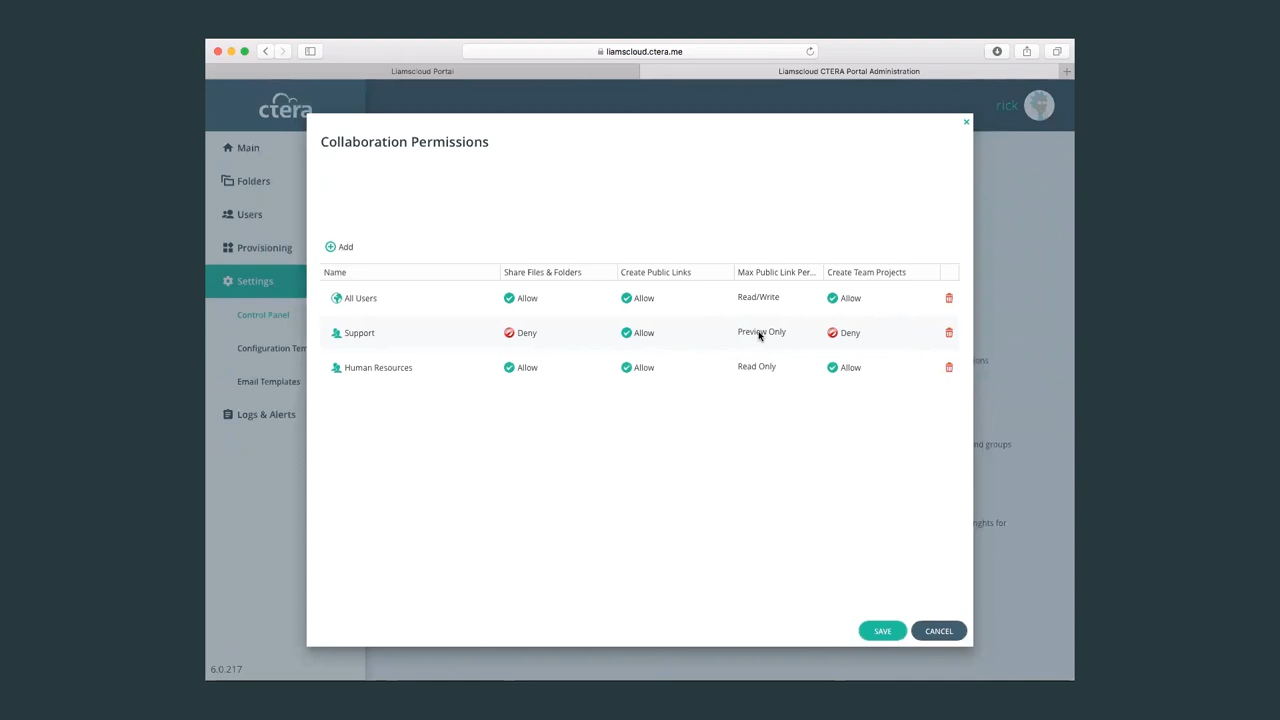 liamscloud.ctera.me
Liamscloud Portal
Liamscloud CTERA Portal Administration
ctera
rick
Main
Folders
Users
Provisioning
Settings
Control Panel
Configuration Tem
Email Templates
Logs & Alerts
6.0.217
Collaboration Permissions
Add
Name Share Files & Folders Create Public Links Max Public Link Per... Create Team Projects
All Users Allow Allow Read/Write Allow
Support Deny Allow Preview Only Deny
Human Resources Allow Allow Read Only Allow
SAVE CANCEL
ions
nd groups
ights for